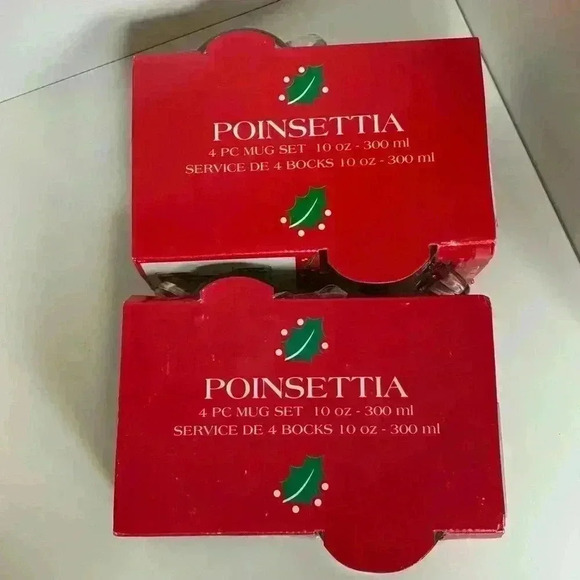 POINSETTIA
4 PC MUG SET 10 oz - 300 ml
SERVICE DE 4 BOCKS 10 oz - 300 ml
POINSETTIA
4 PC MUG SET 10 oz - 300 ml
SERVICE DE 4 BOCKS 10 oz - 300 ml